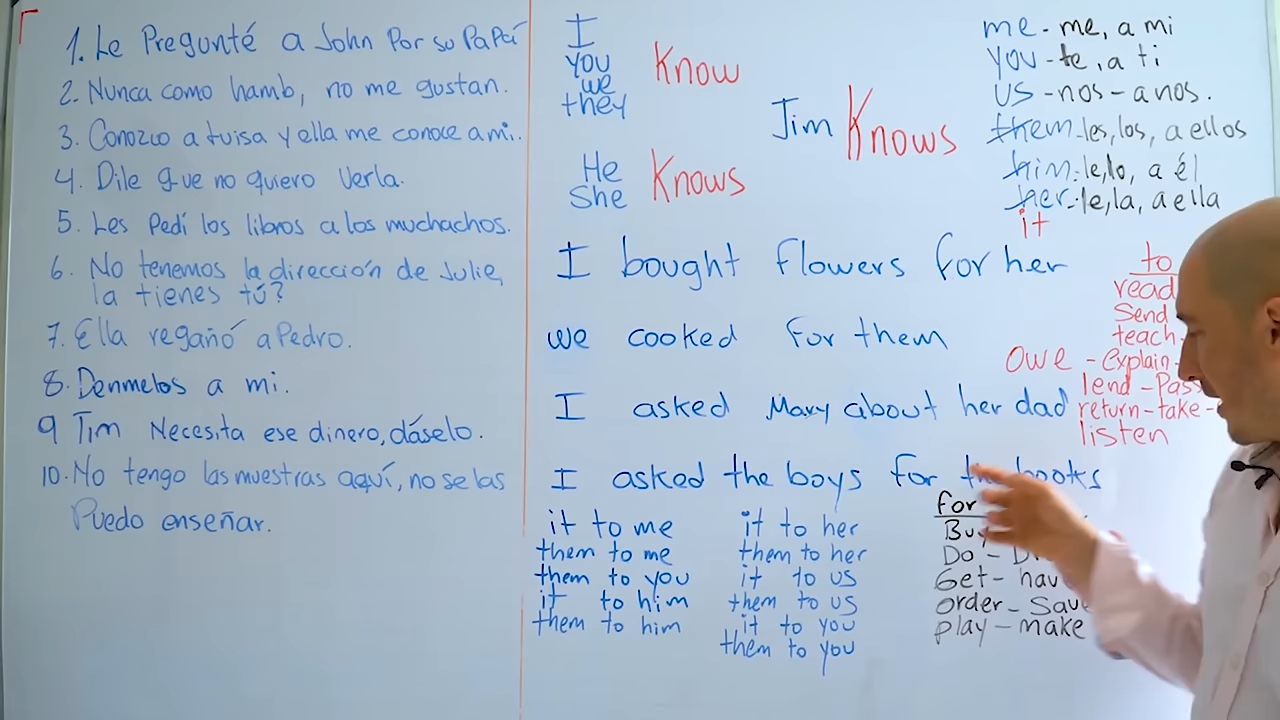 1. Le Pregunté a John Por su Papá
2. Nunca como hamb, no me gustan.
3. Conozco a Luisa y ella me conoce a mi.
4. Dile que no quiero Verla.
5. Les Pedí los libros a los muchachos.
6. No tenemos la dirección de Julie,
la tienes tú?
7. Ella regañó a Pedro.
8. Denmelos a mi.
9 Tim Necesita ese dinero, dáselo.
10. No tengo las muestras aquí, no se las
Puedo enseñar.
I
you
we
they
Know
He
She
Knows
Jim Knows
me - me, a mi
you - te, a ti
us - nos - a nos.
them - les, los, a ellos
him - le, lo, a él
her - le, la, a ella
it
I bought flowers for her
we cooked for them
I asked Mary about her dad
I asked the boys for books
it to me
them to me
them to you
it to him
them to him
it to her
them to her
it to us
them to us
it to you
them to you
to
read
Send
teach
owe - explain -
lend -
return - take -
listen
for
Do -
Get -
order -
play - make